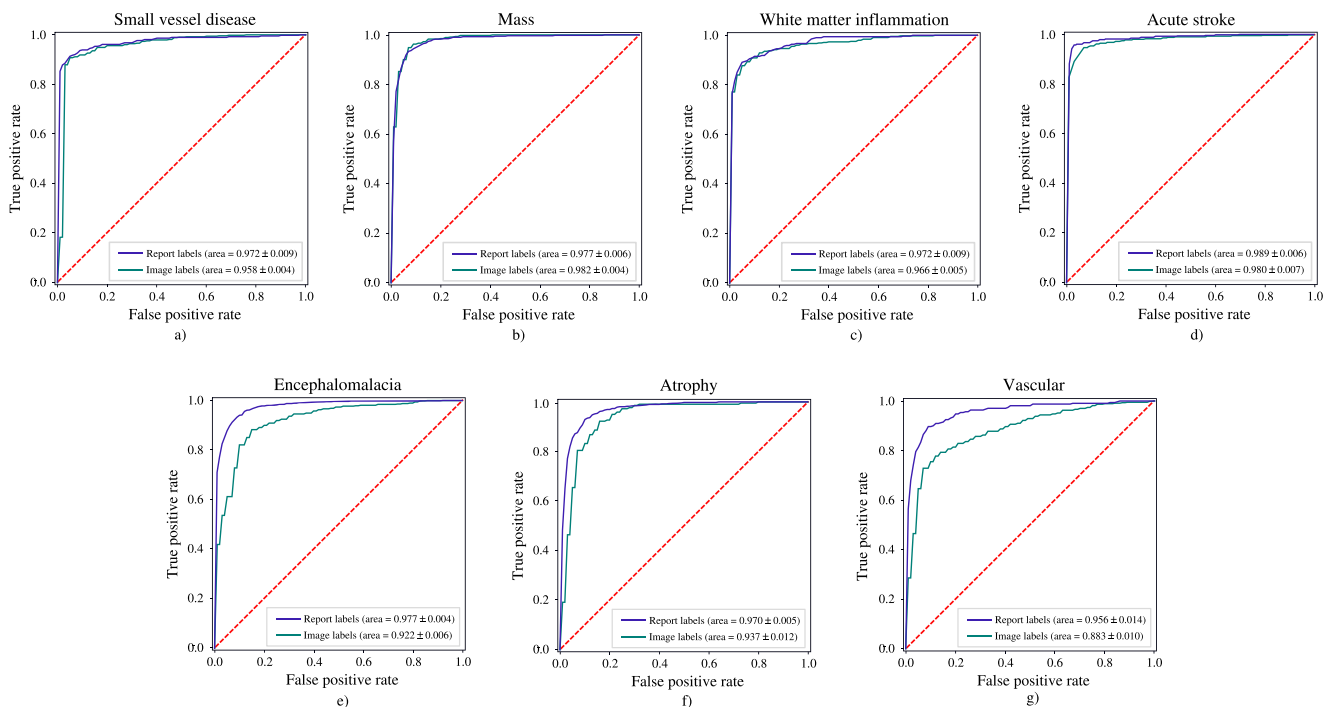 Small vessel disease
1.0
0.8
0.6
0.4
0.2
0.0
True positive rate
Report labels (area = 0.972 ± 0.009)
Image labels (area = 0.958 ± 0.004)
0.0 0.2 0.4 0.6 0.8 1.0
False positive rate
a)
Mass
1.0
0.8
0.6
0.4
0.2
0.0
True positive rate
Report labels (area = 0.977 ± 0.006)
Image labels (area = 0.982 ± 0.004)
0.0 0.2 0.4 0.6 0.8 1.0
False positive rate
b)
White matter inflammation
1.0
0.8
0.6
0.4
0.2
0.0
True positive rate
Report labels (area = 0.972 ± 0.009)
Image labels (area = 0.966 ± 0.005)
0.0 0.2 0.4 0.6 0.8 1.0
False positive rate
c)
Acute stroke
1.0
0.8
0.6
0.4
0.2
0.0
True positive rate
Report labels (area = 0.989 ± 0.006)
Image labels (area = 0.980 ± 0.007)
0.0 0.2 0.4 0.6 0.8 1.0
False positive rate
d)
Encephalomalacia
1.0
0.8
0.6
0.4
0.2
0.0
True positive rate
Report labels (area = 0.977 ± 0.004)
Image labels (area = 0.922 ± 0.006)
0.0 0.2 0.4 0.6 0.8 1.0
False positive rate
e)
Atrophy
1.0
0.8
0.6
0.4
0.2
0.0
True positive rate
Report labels (area = 0.970 ± 0.005)
Image labels (area = 0.937 ± 0.012)
0.0 0.2 0.4 0.6 0.8 1.0
False positive rate
f)
Vascular
1.0
0.8
0.6
0.4
0.2
0.0
True positive rate
Report labels (area = 0.956 ± 0.014)
Image labels (area = 0.883 ± 0.010)
0.0 0.2 0.4 0.6 0.8 1.0
False positive rate
g)